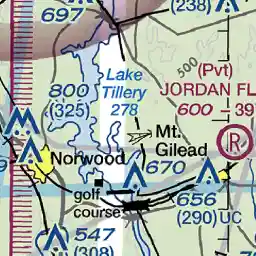 697
(238)
500
(Pvt)
Lake
Tillery
278
800
(325)
JORDAN FL
600 – 39
R
Mt.
Gilead
Norwood
670
golf
course
656
(290) UC
547
(308)